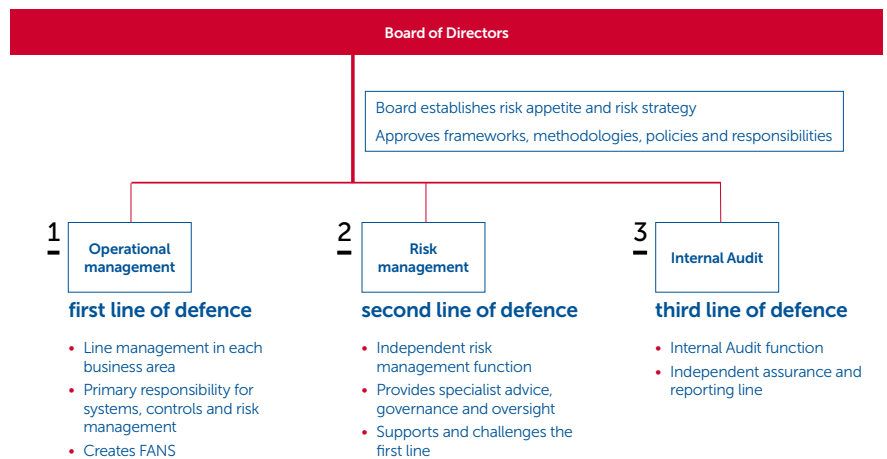 Board of Directors
Board establishes risk appetite and risk strategy
Approves frameworks, methodologies, policies and responsibilities
1
Operational
management
first line of defence
• Line management in each
business area
• Primary responsibility for
systems, controls and risk
management
• Creates FANS
2
Risk
management
second line of defence
• Independent risk
management function
• Provides specialist advice,
governance and oversight
• Supports and challenges the
first line
3
Internal Audit
third line of defence
• Internal Audit function
• Independent assurance and
reporting line